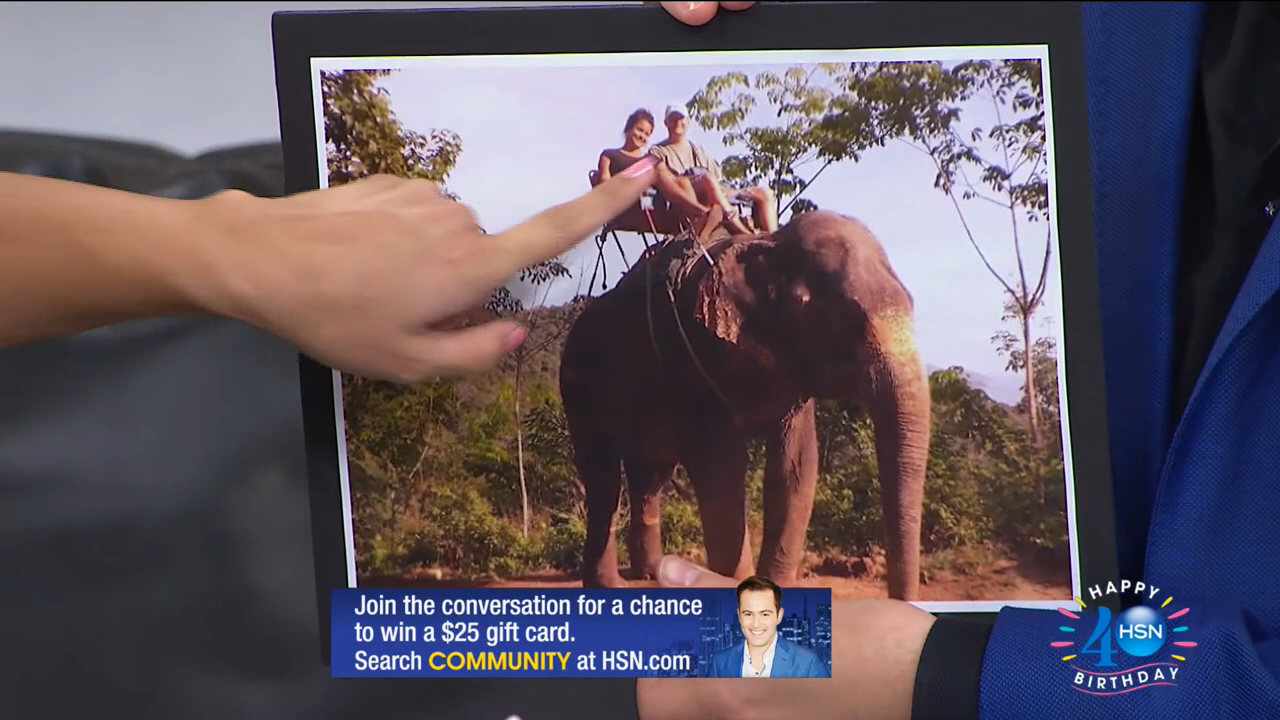 Join the conversation for a chance
to win a $25 gift card.
Search COMMUNITY at HSN.com
HAPPY
40
HSN
BIRTHDAY